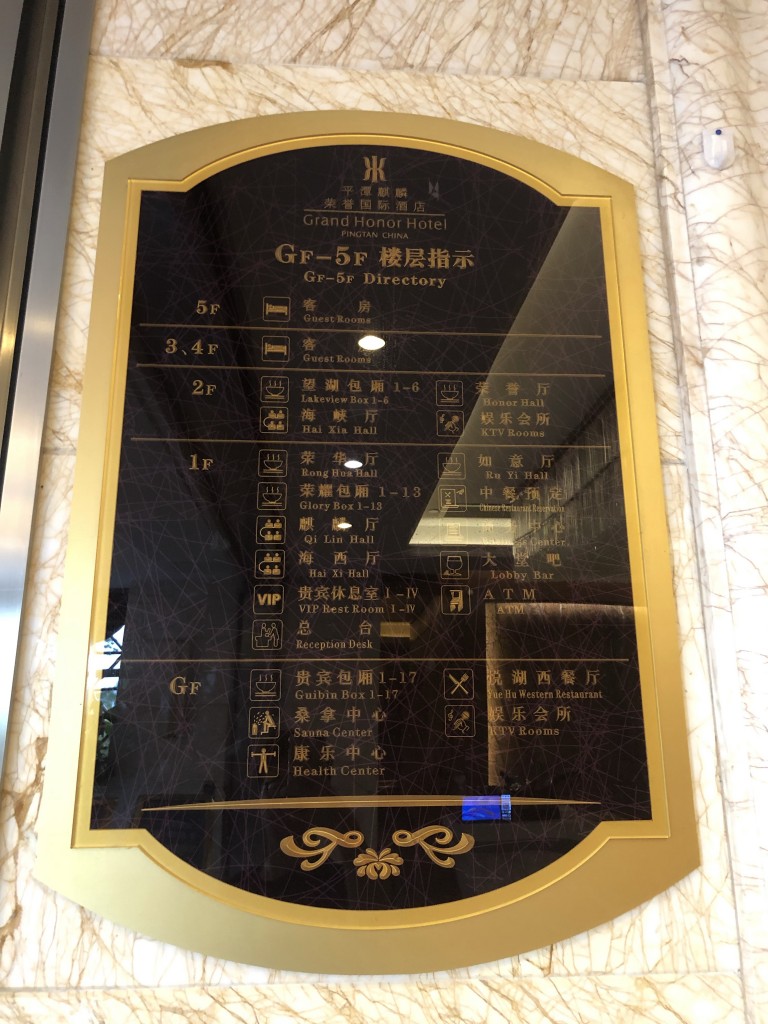 平潭麒麟
荣誉国际酒店
Grand Honor Hotel
PINGTAN CHINA
GF-5F 楼层指示
GF-5F Directory
5F 客 房
Guest Rooms
3、4F 客
Guest Rooms
2F 望湖包厢 1-6 荣誉厅
Lakeview Box 1-6 Honor Hall
海峡厅 娱乐会所
Hai Xia Hall KTV Rooms
1F 荣华厅 如意厅
Rong Hua Hall Ru Yi Hall
荣耀包厢 1-13 中餐预定
Glory Box 1-13 Chinese Restaurant Reservation
麒麟厅 中心
Qi Lin Hall Center
海西厅 大堂吧
Hai Xi Hall Lobby Bar
VIP 贵宾休息室 I-IV ATM
VIP Rest Room I-IV ATM
总 台
Reception Desk
GF 贵宾包厢 1-17 悦湖西餐厅
Guibin Box 1-17 Yue Hu Western Restaurant
桑拿中心 娱乐会所
Sauna Center KTV Rooms
康乐中心
Health Center